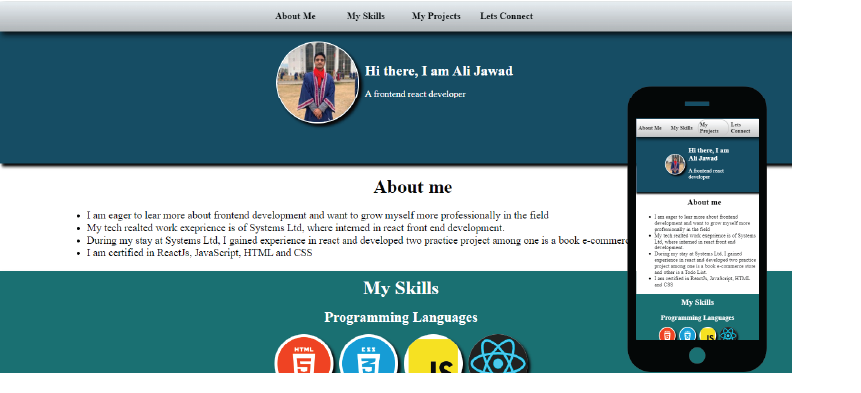 About Me My Skills My Projects Lets Connect
Hi there, I am Ali Jawad
A frontend react developer
About me
I am eager to lear more about frontend development and want to grow myself more professionally in the field
My tech realted work exeprience is of Systems Ltd, where interned in react front end development.
During my stay at Systems Ltd, I gained experience in react and developed two practice project among one is a book e-commerc
I am certified in ReactJs, JavaScript, HTML and CSS
My Skills
Programming Languages
HTML
CSS
JS
About Me My Skills My Projects Lets Connect
Hi there, I am
Ali Jawad
A frontend react
developer
About me
I am eager to lear more about frontend
development and want to grow myself more
professionally in the field
My tech realted work exeprience is of Systems
Ltd, where interned in react front end
development.
During my stay at Systems Ltd, I gained
experience in react and developed two practice
project among one is a book e-commerce store
and other is a Todo List.
I am certified in ReactJs, JavaScript, HTML
and CSS
My Skills
Programming Languages